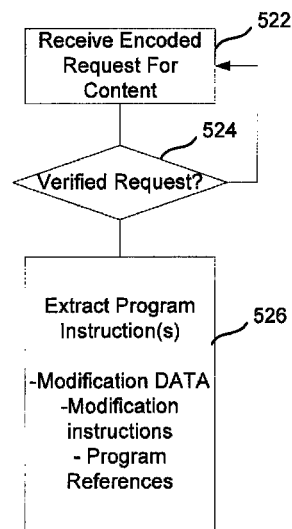 522
Receive Encoded
Request For
Content
524
Verified Request?
526
Extract Program
Instruction(s)
-Modification DATA
-Modification
instructions
- Program
References